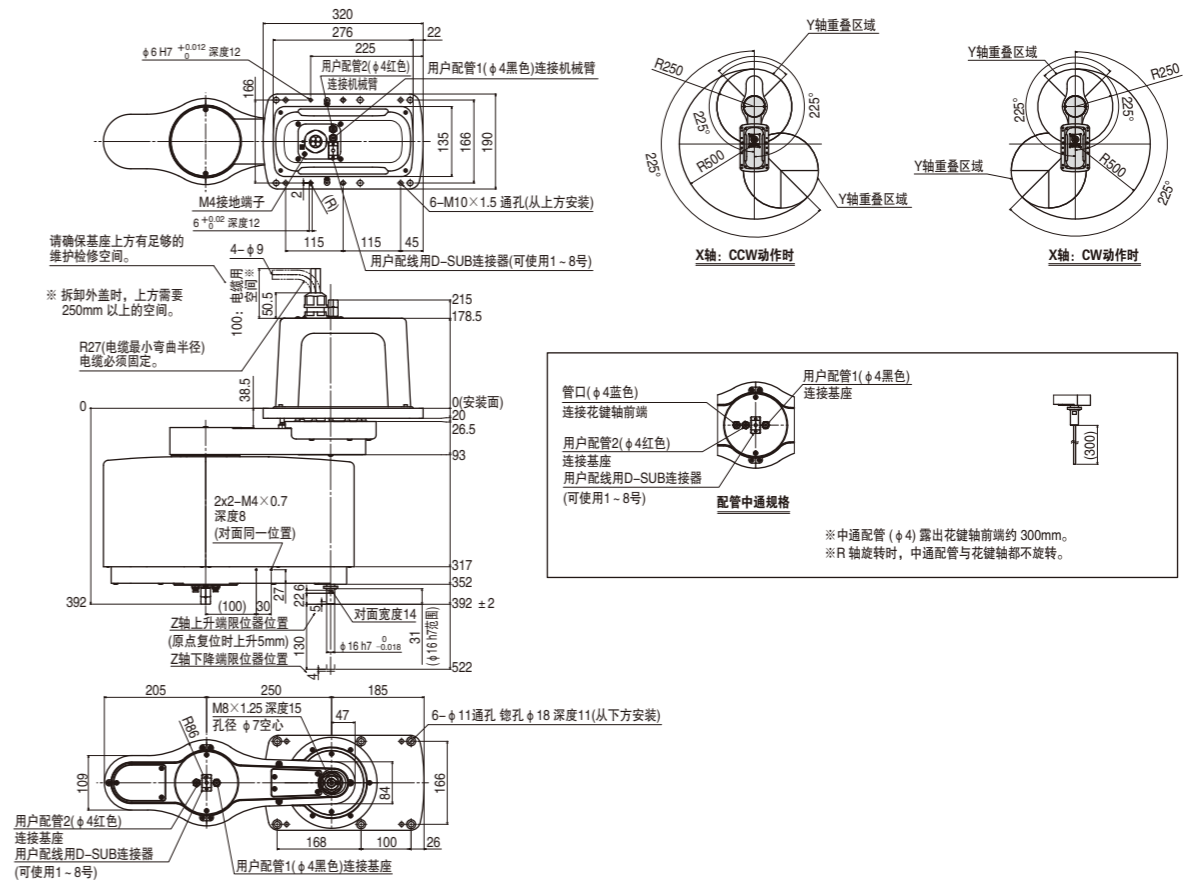 320
276
22
225
φ6 H7 +0.012 0 深度12
用户配管2(φ4红色)
连接机械臂
用户配管1(φ4黑色)连接机械臂
166
135
166
190
M4接地端子
2
(R)
6-M10×1.5 通孔(从上方安装)
6 +0.02 0 深度12
115
115
45
用户配线用D-SUB连接器(可使用1~8号)
Y轴重叠区域
R250
225°
225°
225°
R500
Y轴重叠区域
X轴：CCW动作时
Y轴重叠区域
R250
225°
225°
R500
Y轴重叠区域
225°
X轴：CW动作时
请确保基座上方有足够的
维护检修空间。
※ 拆卸外盖时，上方需要
250mm 以上的空间。
4-φ9
100：电缆用
空间※
50.5
R27(电缆最小弯曲半径)
电缆必须固定。
215
178.5
38.5
0
0(安装面)
20
26.5
93
2x2-M4×0.7
深度8
(对面同一位置)
317
352
392
392 ±2
(100)
30
27
22.6
5
对面宽度14
Z轴上升端限位器位置
(原点复位时上升5mm)
130
φ16 h7 0 -0.018
31
(φ16 h7范围)
Z轴下降端限位器位置
4
522
管口(φ4蓝色)
连接花键轴前端
用户配管1(φ4黑色)
连接基座
用户配管2(φ4红色)
连接基座
用户配线用D-SUB连接器
(可使用1~8号)
配管中通规格
(300)
※中通配管 (φ4) 露出花键轴前端约 300mm。
※R 轴旋转时，中通配管与花键轴都不旋转。
205
250
185
M8×1.25 深度15
孔径 φ7空心
47
6-φ11通孔 锪孔φ18 深度11(从下方安装)
R86
109
84
166
168
100
26
用户配管2(φ4红色)
连接基座
用户配线用D-SUB连接器
(可使用1~8号)
用户配管1(φ4黑色)连接基座